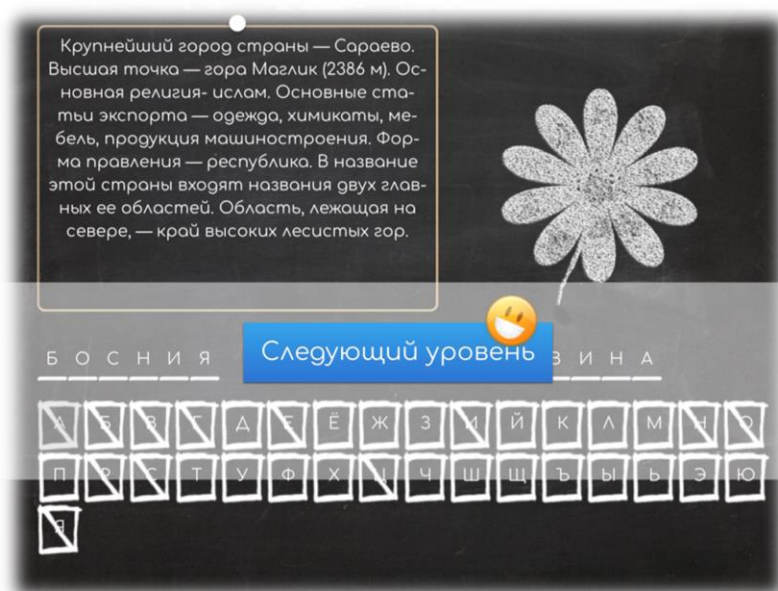 Крупнейший город страны — Сараево.
Высшая точка — гора Маглик (2386 м). Ос-
новная религия- ислам. Основные ста-
тьи экспорта — одежда, химикаты, ме-
бель, продукция машиностроения. Фор-
ма правления — республика. В название
этой страны входят названия двух глав-
ных ее областей. Область, лежащая на
севере, — край высоких лесистых гор.
Следующий уровень
Б О С Н И Я В И Н А
А Б В Г Д Е Ё Ж З И Й К Л М Н О
П Р С Т У Ф Х Ц Ч Ш Щ Ъ Ы Ь Э Ю
Я